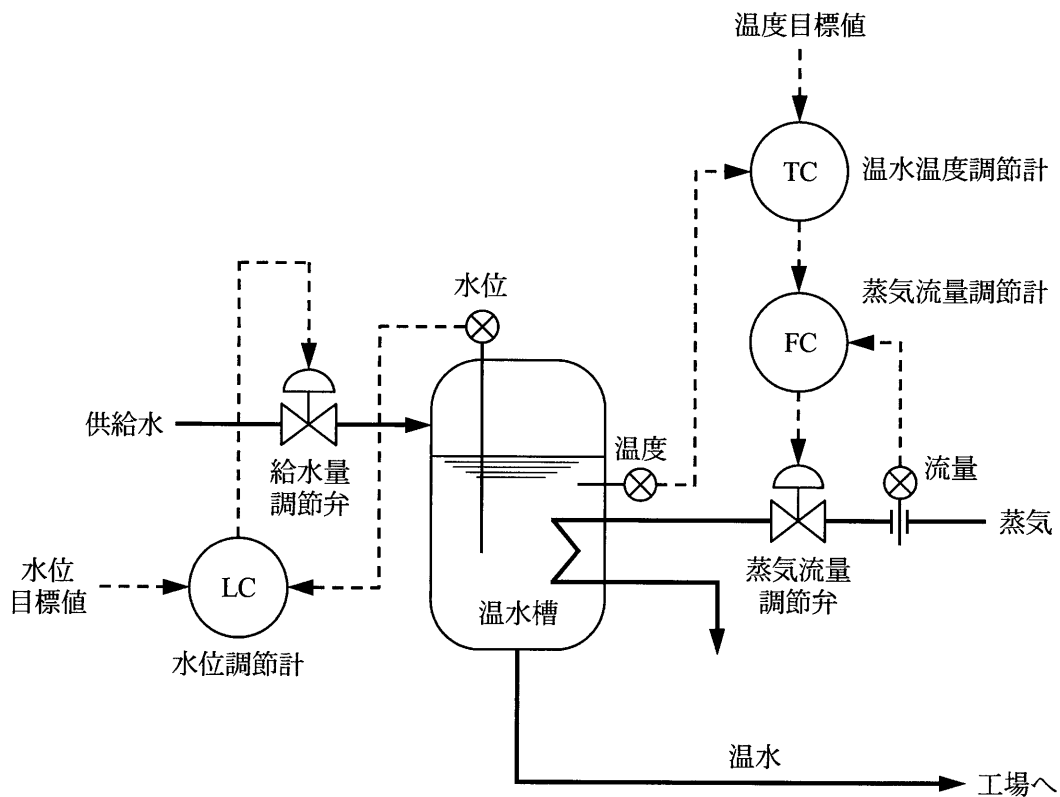 温度目標値
TC
温水温度調節計
水位
蒸気流量調節計
FC
供給水
給水量
調節弁
温度
流量
蒸気
水位
目標値
LC
蒸気流量
調節弁
温水槽
水位調節計
温水
工場へ